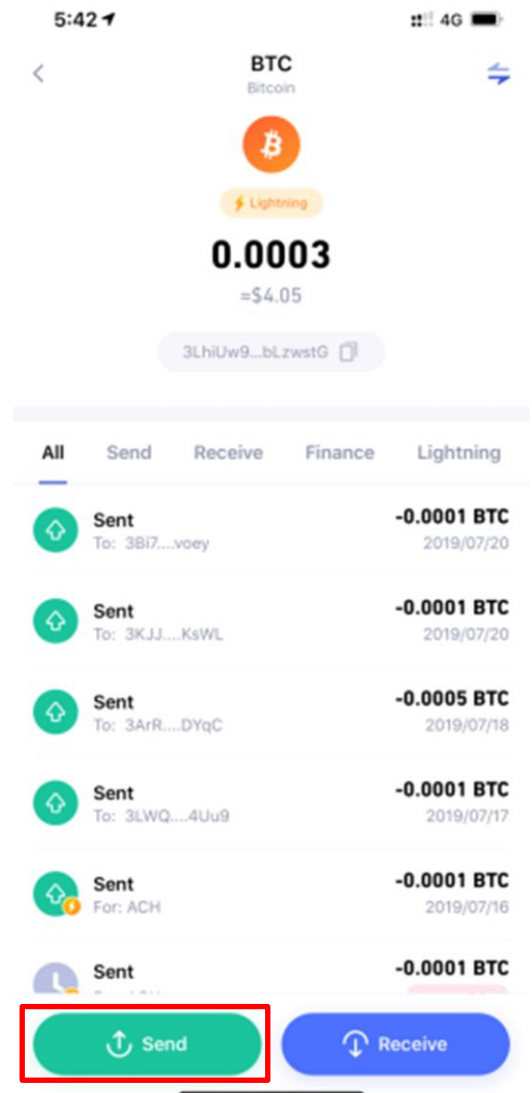 5:42
4G
BTC
Bitcoin
Lightning
0.0003
≈$4.05
3LhiUw9...bLzwstG
All Send Receive Finance Lightning
Sent -0.0001 BTC
To: 3Bi7....voey 2019/07/20
Sent -0.0001 BTC
To: 3KJJ....KsWL 2019/07/20
Sent -0.0005 BTC
To: 3ArR....DYqC 2019/07/18
Sent -0.0001 BTC
To: 3LWQ....4Uu9 2019/07/17
Sent -0.0001 BTC
For: ACH 2019/07/16
Sent -0.0001 BTC
Send Receive